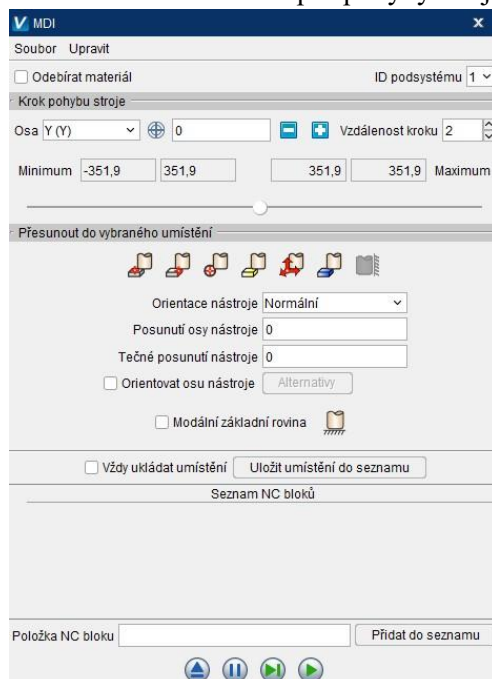 MDI
Soubor Upravit
Odebírat materiál ID podsystému 1
Krok pohybu stroje
Osa Y (Y) 0 Vzdálenost kroku 2
Minimum -351,9 351,9 351,9 351,9 Maximum
Přesunout do vybraného umístění
Orientace nástroje Normální
Posunutí osy nástroje 0
Tečné posunutí nástroje 0
Orientovat osu nástroje Alternativy
Modální základní rovina
Vždy ukládat umístění Uložit umístění do seznamu
Seznam NC bloků
Položka NC bloku Přidat do seznamu